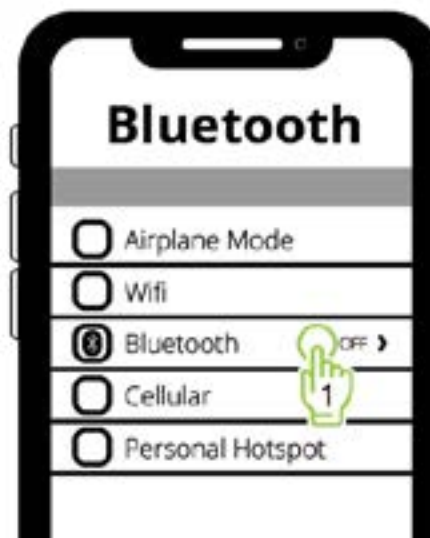 Bluetooth
Airplane Mode
Wifi
Bluetooth OFF ›
Cellular
1
Personal Hotspot